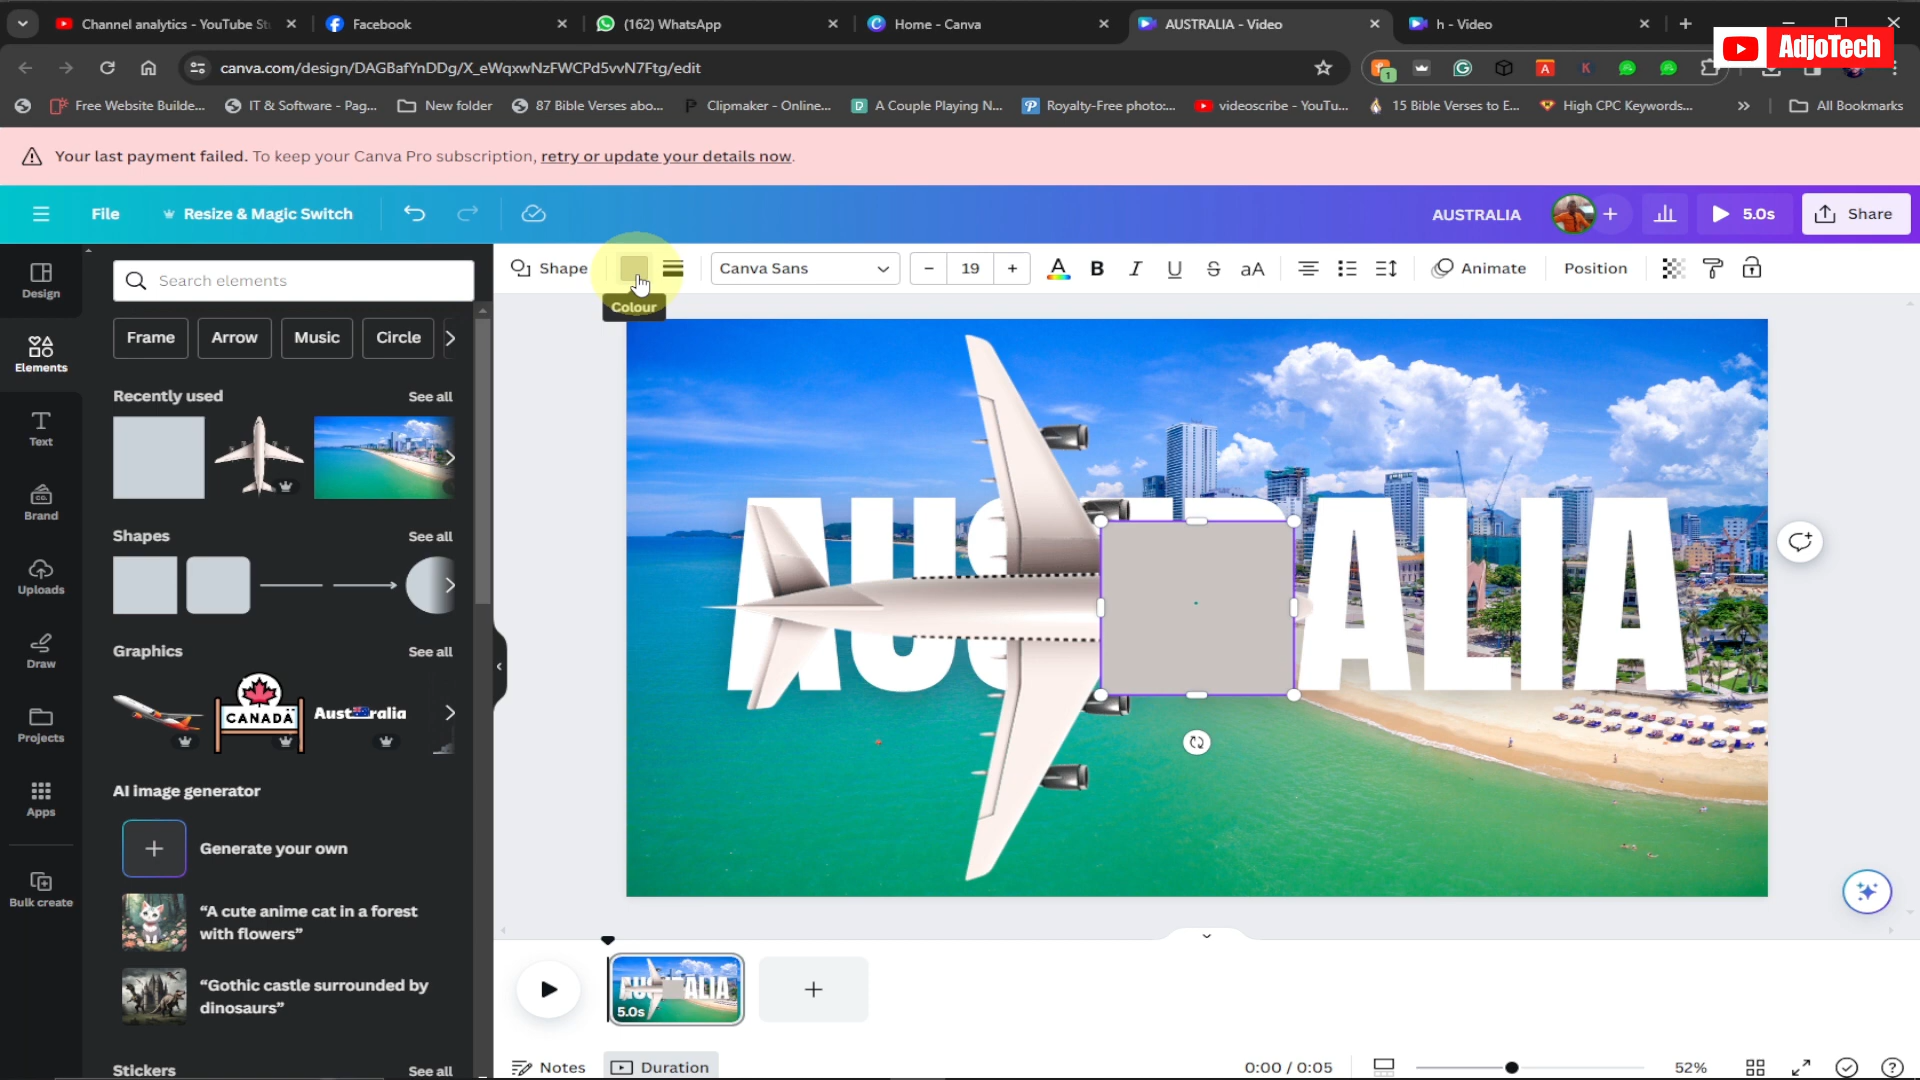 Channel analytics - YouTube St
Facebook
(162) WhatsApp
Home - Canva
AUSTRALIA - Video
h - Video
AdjoTech
canva.com/design/DAGBafYnDDg/X_eWqxwNzFWCPd5vvN7Ftg/edit
Free Website Builde...
IT & Software - Pag...
New folder
87 Bible Verses abo...
Clipmaker - Online...
A Couple Playing N...
Royalty-Free photo:...
videoscribe - YouTu...
15 Bible Verses to E...
High CPC Keywords...
All Bookmarks
Your last payment failed. To keep your Canva Pro subscription, retry or update your details now.
File
Resize & Magic Switch
AUSTRALIA
5.0s
Share
Design
Elements
Text
Brand
Uploads
Draw
Projects
Apps
Bulk create
Search elements
Frame
Arrow
Music
Circle
Recently used
See all
Shapes
See all
Graphics
See all
CANADA
Australia
AI image generator
Generate your own
“A cute anime cat in a forest
with flowers”
“Gothic castle surrounded by
dinosaurs”
Stickers
See all
Shape
Colour
Canva Sans
19
B
I
U
S
aA
Animate
Position
AUS ALIA
5.0s
Notes
Duration
0:00 / 0:05
52%